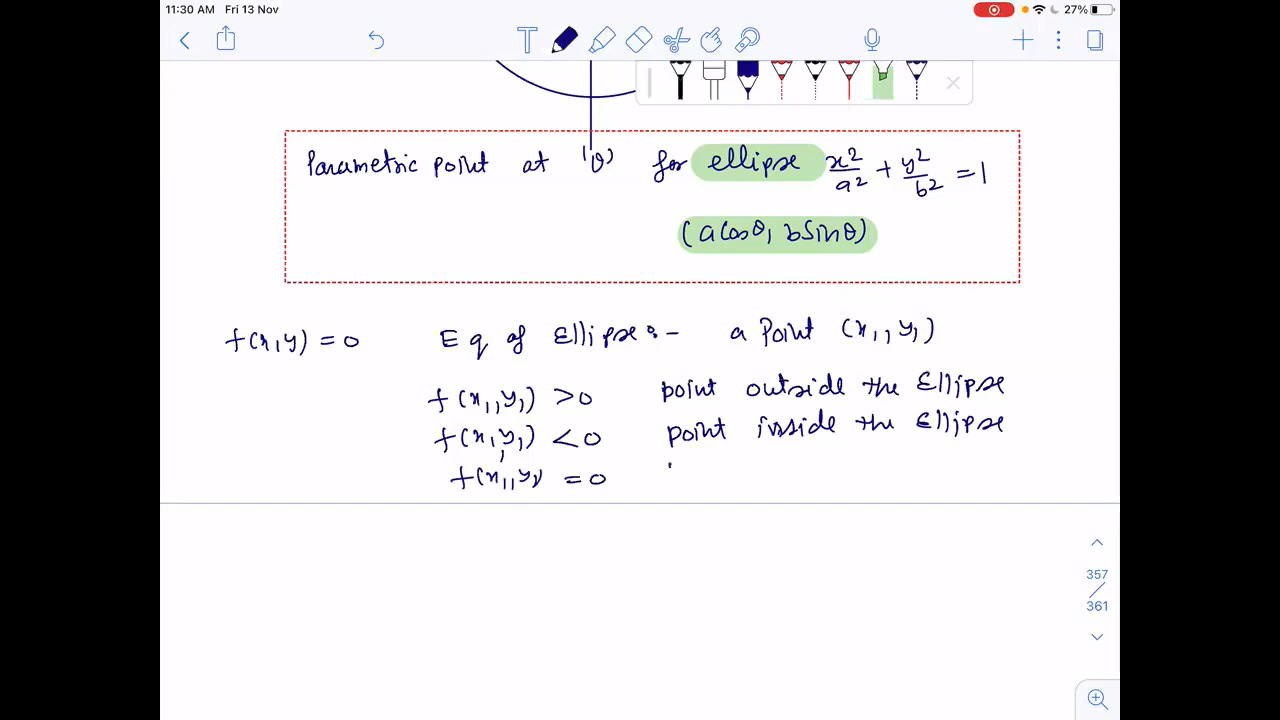 11:30 AM Fri 13 Nov
27%
T
Parametric point at 'θ' for ellipse x²/a² + y²/b² = 1
(a Cosθ, b Sinθ)
f(x,y) = 0 Eq of Ellipse :- a Point (x₁, y₁)
f(x₁, y₁) > 0 point outside the Ellipse
f(x₁, y₁) < 0 point inside the Ellipse
f(x₁, y₁) = 0
357
361